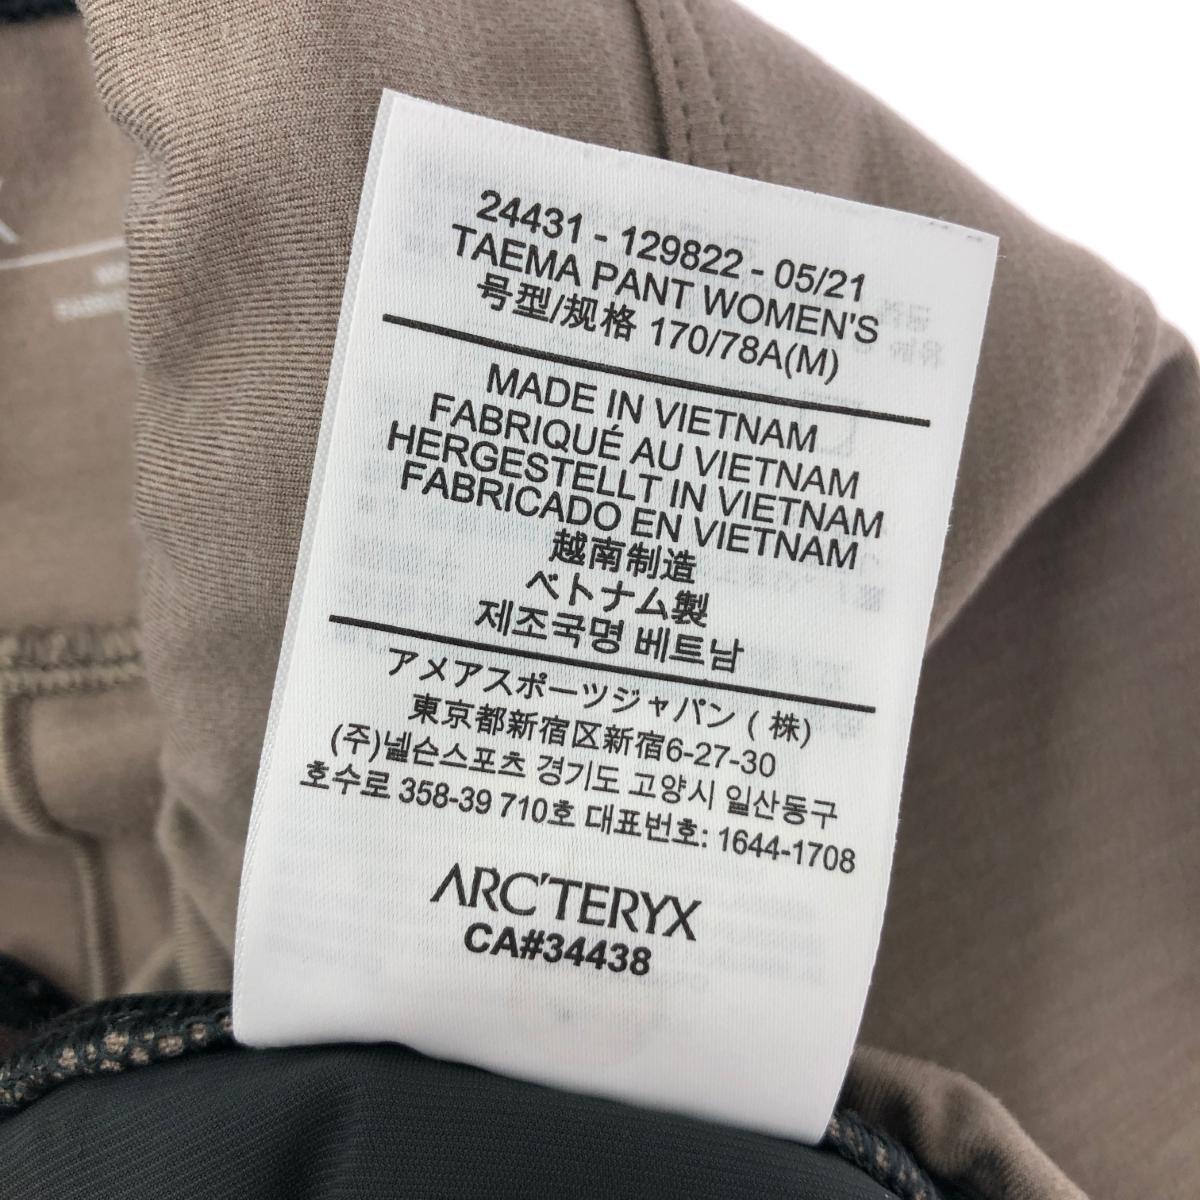 24431 - 129822 - 05/21
TAEMA PANT WOMEN'S
号型/规格 170/78A(M)
MADE IN VIETNAM
FABRIQUÉ AU VIETNAM
HERGESTELLT IN VIETNAM
FABRICADO EN VIETNAM
越南制造
ベトナム製
제조국명 베트남
アメアスポーツジャパン ( 株)
東京都新宿区新宿6-27-30
(주)넬슨스포츠 경기도 고양시 일산동구
호수로 358-39 710호 대표번호: 1644-1708
ARC'TERYX
CA#34438